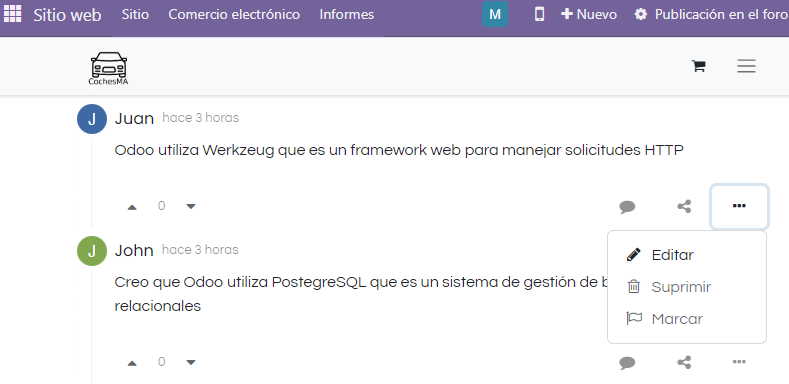 Sitio web Sitio Comercio electrónico Informes M Nuevo Publicación en el foro
CochesMA
J Juan hace 3 horas
Odoo utiliza Werkzeug que es un framework web para manejar solicitudes HTTP
0
J John hace 3 horas
Editar
Creo que Odoo utiliza PostegreSQL que es un sistema de gestión de b
Suprimir
relacionales
Marcar
0